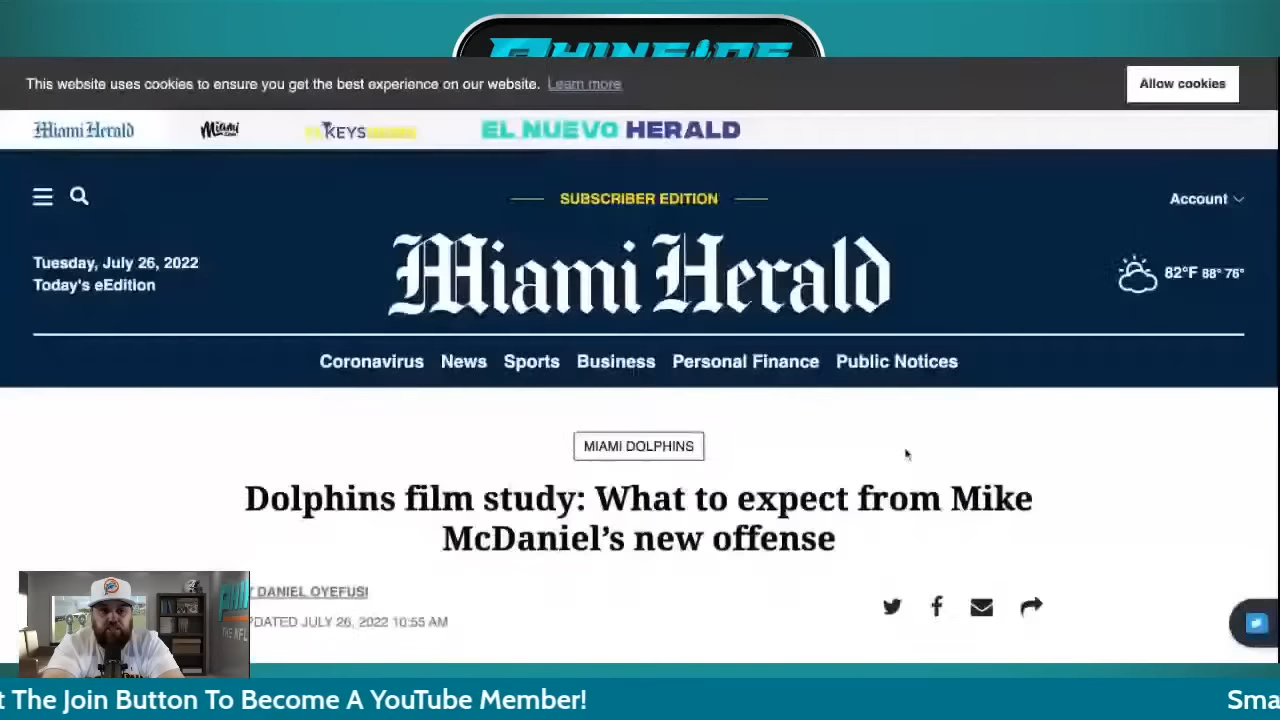 This website uses cookies to ensure you get the best experience on our website. Learn more
Allow cookies
Miami Herald
Miami
KEYS
EL NUEVO HERALD
SUBSCRIBER EDITION
Account
Tuesday, July 26, 2022
Today's eEdition
Miami Herald
82°F 88° 76°
Coronavirus News Sports Business Personal Finance Public Notices
MIAMI DOLPHINS
Dolphins film study: What to expect from Mike
McDaniel's new offense
DANIEL OYEFUSI
DATED JULY 26, 2022 10:55 AM
t The Join Button To Become A YouTube Member!
Sma